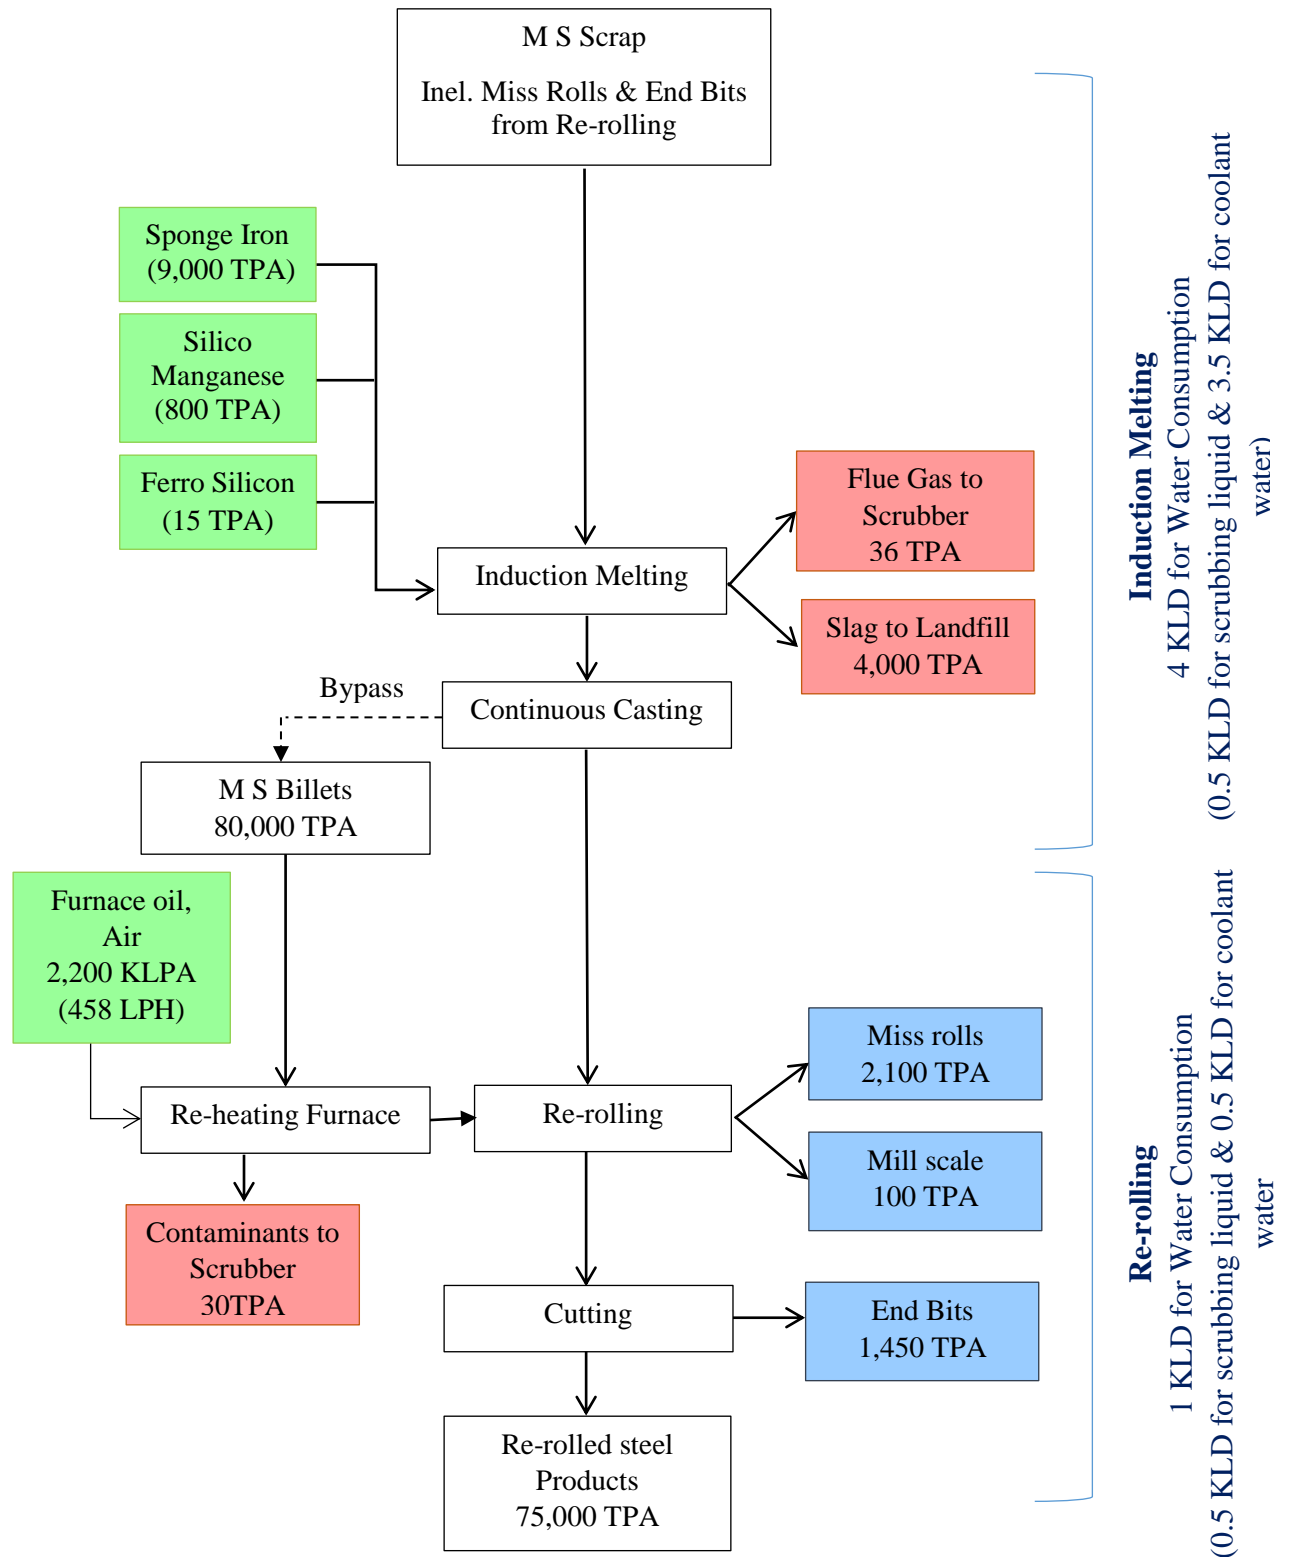 M S Scrap
Inel. Miss Rolls & End Bits
from Re-rolling
Sponge Iron
(9,000 TPA)
Silico
Manganese
(800 TPA)
Ferro Silicon
(15 TPA)
Flue Gas to
Scrubber
36 TPA
Induction Melting
Slag to Landfill
4,000 TPA
Bypass
Continuous Casting
M S Billets
80,000 TPA
Induction Melting
4 KLD for Water Consumption
(0.5 KLD for scrubbing liquid & 3.5 KLD for coolant
water)
Furnace oil,
Air
2,200 KLPA
(458 LPH)
Miss rolls
2,100 TPA
Re-heating Furnace
Re-rolling
Mill scale
100 TPA
Contaminants to
Scrubber
30TPA
Cutting
End Bits
1,450 TPA
Re-rolled steel
Products
75,000 TPA
Re-rolling
1 KLD for Water Consumption
(0.5 KLD for scrubbing liquid & 0.5 KLD for coolant
water